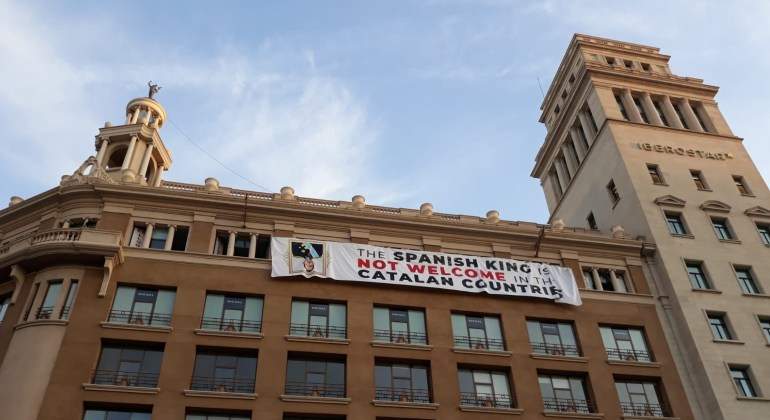 IBEROSTAR
THE SPANISH KING IS
NOT WELCOME IN THE
CATALAN COUNTRIES